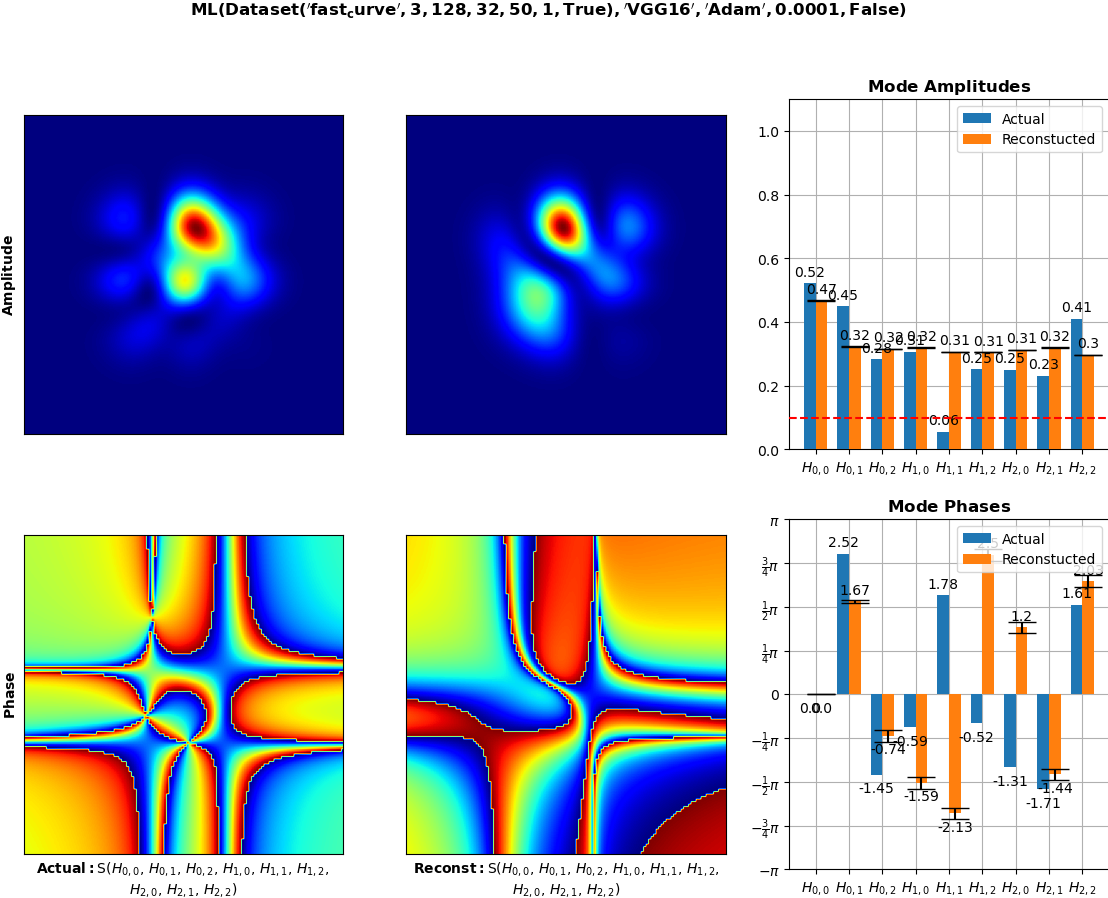 ML(Dataset('fast_curve', 3, 128, 32, 50, 1, True), 'VGG16', 'Adam', 0.0001, False)
Amplitude
Mode Amplitudes
Actual
Reconstucted
1.0
0.8
0.6
0.4
0.2
0.0
0.52
0.47
0.45
0.32
0.28
0.32
0.31
0.32
0.06
0.31
0.25
0.31
0.25
0.31
0.23
0.32
0.41
0.3
H0,0 H0,1 H0,2 H1,0 H1,1 H1,2 H2,0 H2,1 H2,2
Phase
Mode Phases
Actual
Reconstucted
π
3/4π
1/2π
1/4π
0
−1/4π
−1/2π
−3/4π
−π
0.0
0.0
2.52
1.67
-1.45
-0.74
-0.59
-1.59
1.78
-2.13
-0.52
2.5
-1.31
1.2
-1.71
-1.44
1.61
2.03
H0,0 H0,1 H0,2 H1,0 H1,1 H1,2 H2,0 H2,1 H2,2
Actual: S(H0,0, H0,1, H0,2, H1,0, H1,1, H1,2,
H2,0, H2,1, H2,2)
Reconst: S(H0,0, H0,1, H0,2, H1,0, H1,1, H1,2,
H2,0, H2,1, H2,2)